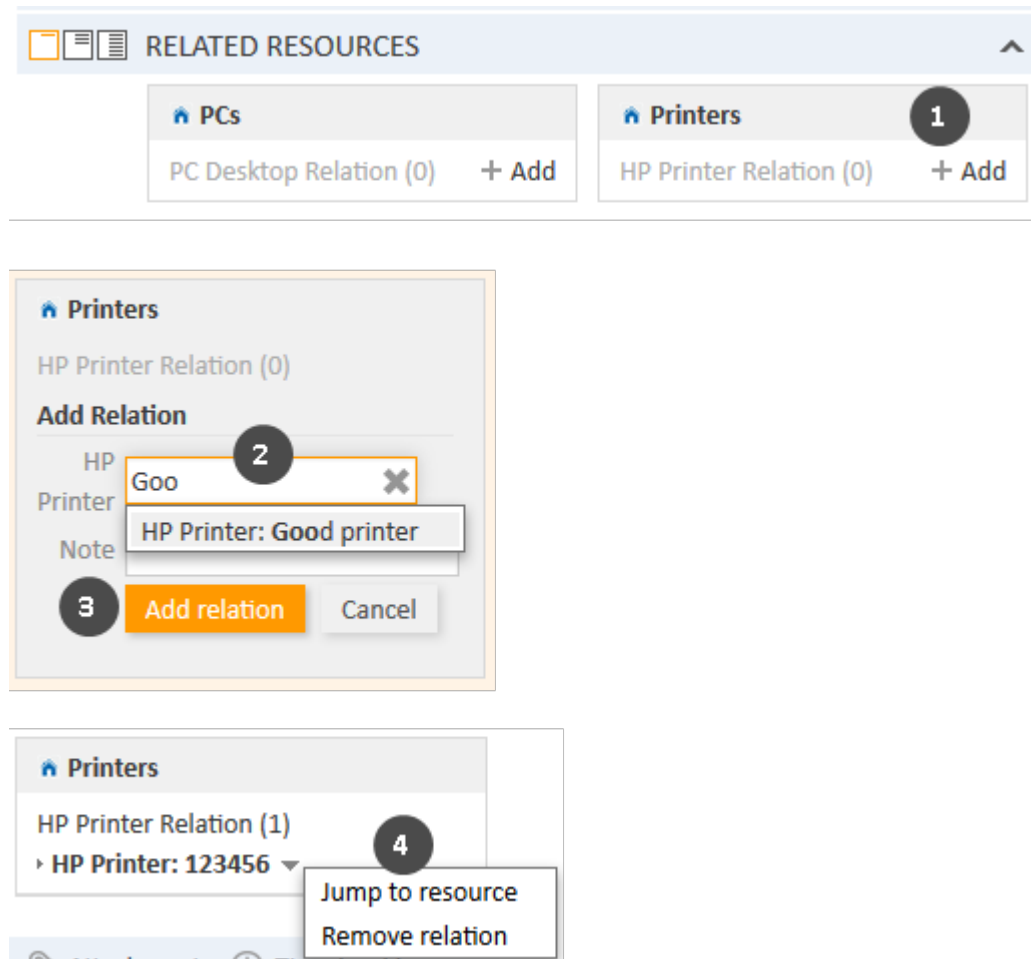 RELATED RESOURCES
PCs
Printers
1
PC Desktop Relation (0) + Add
HP Printer Relation (0) + Add
Printers
HP Printer Relation (0)
Add Relation
2
HP Printer
Goo
HP Printer: Good printer
Note
3
Add relation
Cancel
Printers
HP Printer Relation (1)
4
HP Printer: 123456
Jump to resource
Remove relation